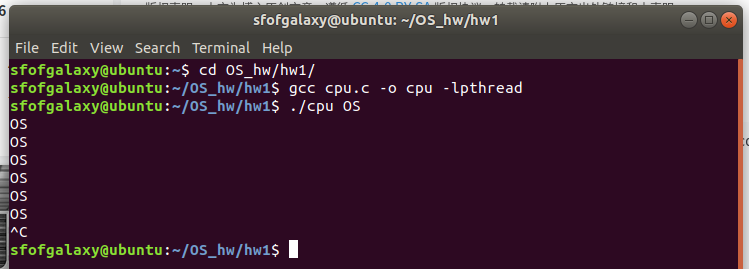 sfofgalaxy@ubuntu: ~/OS_hw/hw1
File Edit View Search Terminal Help
sfofgalaxy@ubuntu:~$ cd OS_hw/hw1/
sfofgalaxy@ubuntu:~/OS_hw/hw1$ gcc cpu.c -o cpu -lpthread
sfofgalaxy@ubuntu:~/OS_hw/hw1$ ./cpu OS
OS
OS
OS
OS
OS
OS
^C
sfofgalaxy@ubuntu:~/OS_hw/hw1$